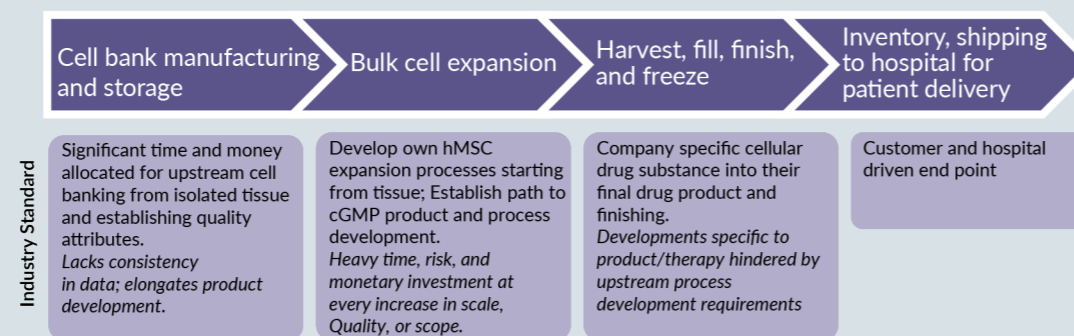 Cell bank manufacturing
and storage
Bulk cell expansion
Harvest, fill, finish,
and freeze
Inventory, shipping
to hospital for
patient delivery
Industry Standard
Significant time and money
allocated for upstream cell
banking from isolated tissue
and establishing quality
attributes.
Lacks consistency
in data; elongates product
development.
Develop own hMSC
expansion processes starting
from tissue; Establish path to
cGMP product and process
development.
Heavy time, risk, and
monetary investment at
every increase in scale,
Quality, or scope.
Company specific cellular
drug substance into their
final drug product and
finishing.
Developments specific to
product/therapy hindered by
upstream process
development requirements
Customer and hospital
driven end point